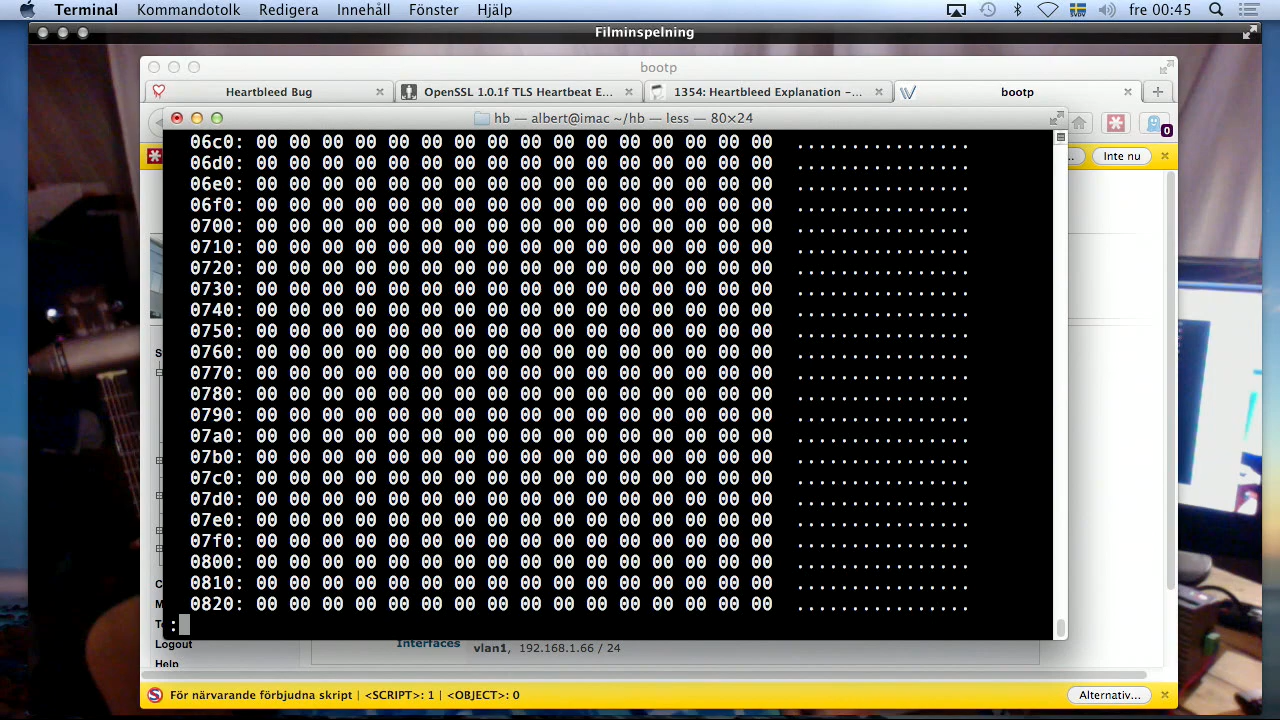 Terminal Kommandotolk Redigera Innehåll Fönster Hjälp SVDV fre 00:45
Filminspelning
bootp
Heartbleed Bug OpenSSL 1.0.1f TLS Heartbeat E... 1354: Heartbleed Explanation –... bootp
hb — albert@imac ~/hb — less — 80×24
0
... Inte nu
06c0: 00 00 00 00 00 00 00 00 00 00 00 00 00 00 00 00 ................
06d0: 00 00 00 00 00 00 00 00 00 00 00 00 00 00 00 00 ................
06e0: 00 00 00 00 00 00 00 00 00 00 00 00 00 00 00 00 ................
06f0: 00 00 00 00 00 00 00 00 00 00 00 00 00 00 00 00 ................
0700: 00 00 00 00 00 00 00 00 00 00 00 00 00 00 00 00 ................
0710: 00 00 00 00 00 00 00 00 00 00 00 00 00 00 00 00 ................
0720: 00 00 00 00 00 00 00 00 00 00 00 00 00 00 00 00 ................
0730: 00 00 00 00 00 00 00 00 00 00 00 00 00 00 00 00 ................
0740: 00 00 00 00 00 00 00 00 00 00 00 00 00 00 00 00 ................
0750: 00 00 00 00 00 00 00 00 00 00 00 00 00 00 00 00 ................
0760: 00 00 00 00 00 00 00 00 00 00 00 00 00 00 00 00 ................
0770: 00 00 00 00 00 00 00 00 00 00 00 00 00 00 00 00 ................
0780: 00 00 00 00 00 00 00 00 00 00 00 00 00 00 00 00 ................
0790: 00 00 00 00 00 00 00 00 00 00 00 00 00 00 00 00 ................
07a0: 00 00 00 00 00 00 00 00 00 00 00 00 00 00 00 00 ................
07b0: 00 00 00 00 00 00 00 00 00 00 00 00 00 00 00 00 ................
07c0: 00 00 00 00 00 00 00 00 00 00 00 00 00 00 00 00 ................
07d0: 00 00 00 00 00 00 00 00 00 00 00 00 00 00 00 00 ................
07e0: 00 00 00 00 00 00 00 00 00 00 00 00 00 00 00 00 ................
07f0: 00 00 00 00 00 00 00 00 00 00 00 00 00 00 00 00 ................
0800: 00 00 00 00 00 00 00 00 00 00 00 00 00 00 00 00 ................
0810: 00 00 00 00 00 00 00 00 00 00 00 00 00 00 00 00 ................
0820: 00 00 00 00 00 00 00 00 00 00 00 00 00 00 00 00 ................
:
Logout
Interfaces vlan1, 192.168.1.66 / 24
Help
För närvarande förbjudna skript | <SCRIPT>: 1 | <OBJECT>: 0 Alternativ...